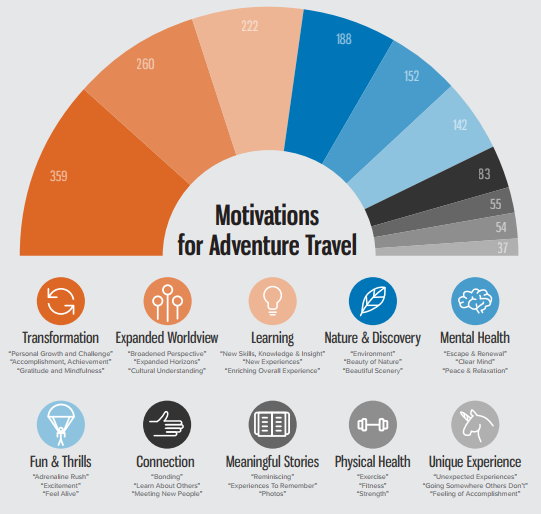 222
188
260
152
142
359
83
55
54
37
Motivations
for Adventure Travel
Transformation
"Personal Growth and Challenge"
"Accomplishment, Achievement"
"Gratitude and Mindfulness"
Expanded Worldview
"Broadened Perspective"
"Expanded Horizons"
"Cultural Understanding"
Learning
"New Skills, Knowledge & Insight"
"New Experiences"
"Enriching Overall Experience"
Nature & Discovery
"Environment"
"Beauty of Nature"
"Beautiful Scenery"
Mental Health
"Escape & Renewal"
"Clear Mind"
"Peace & Relaxation"
Fun & Thrills
"Adrenaline Rush"
"Excitement"
"Feel Alive"
Connection
"Bonding"
"Learn About Others"
"Meeting New People"
Meaningful Stories
"Reminiscing"
"Experiences To Remember"
"Photos"
Physical Health
"Exercise"
"Fitness"
"Strength"
Unique Experience
"Unexpected Experiences"
"Going Somewhere Others Don't"
"Feeling of Accomplishment"